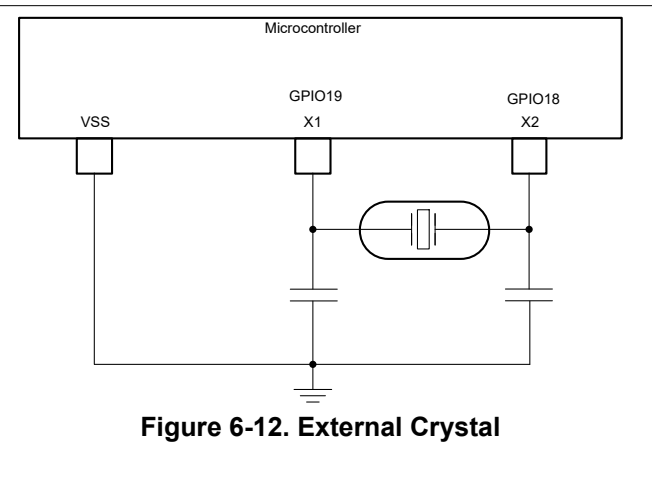 Microcontroller
GPIO19
GPIO18
VSS
X1
X2
Figure 6-12. External Crystal